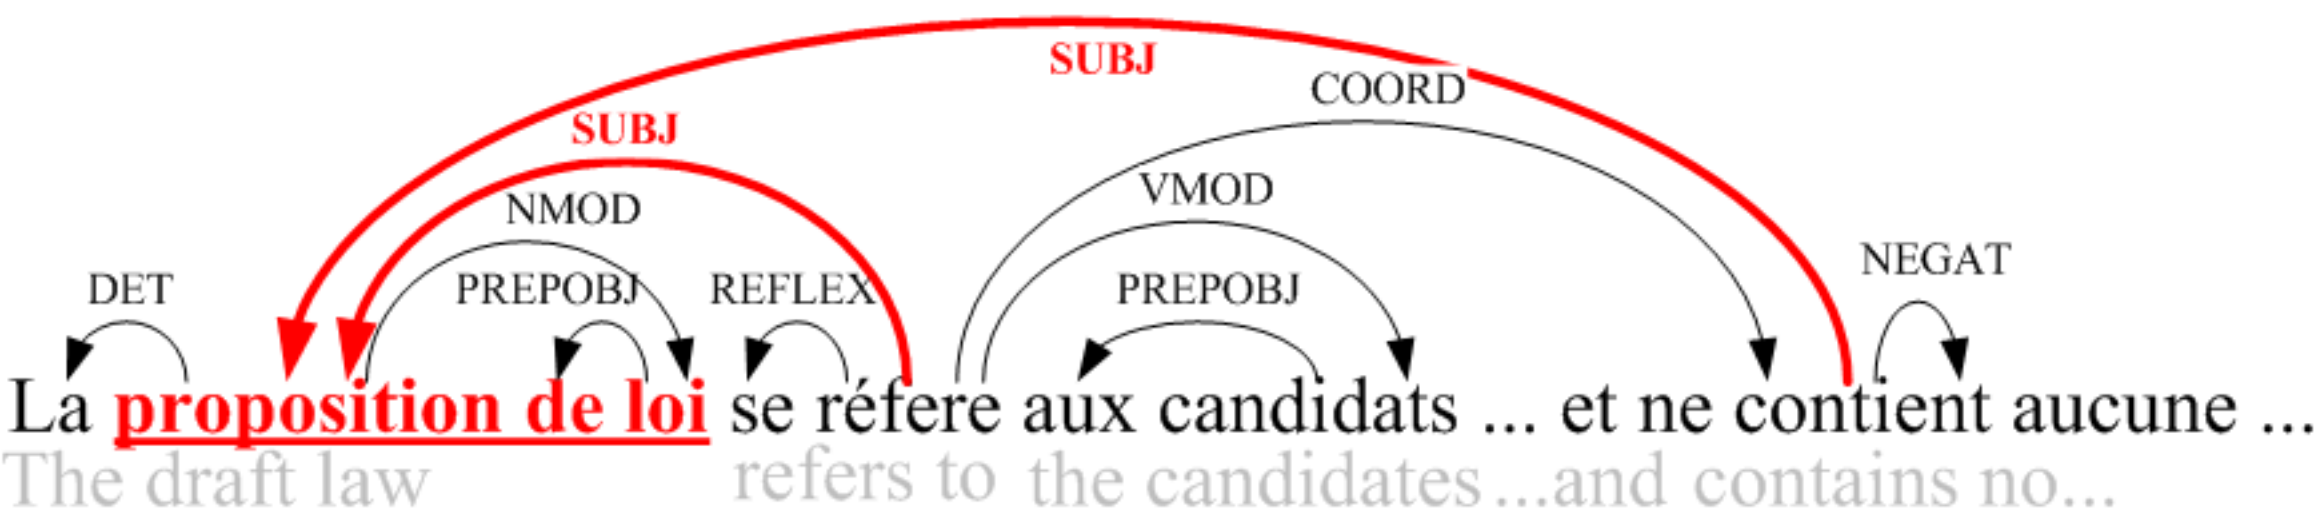 SUBJ
COORD
SUBJ
VMOD
NMOD
NEGAT
DET PREPOBJ REFLEX PREPOBJ
La proposition de loi se réfere aux candidats ... et ne contient aucune ...
The draft law refers to the candidates ...and contains no...